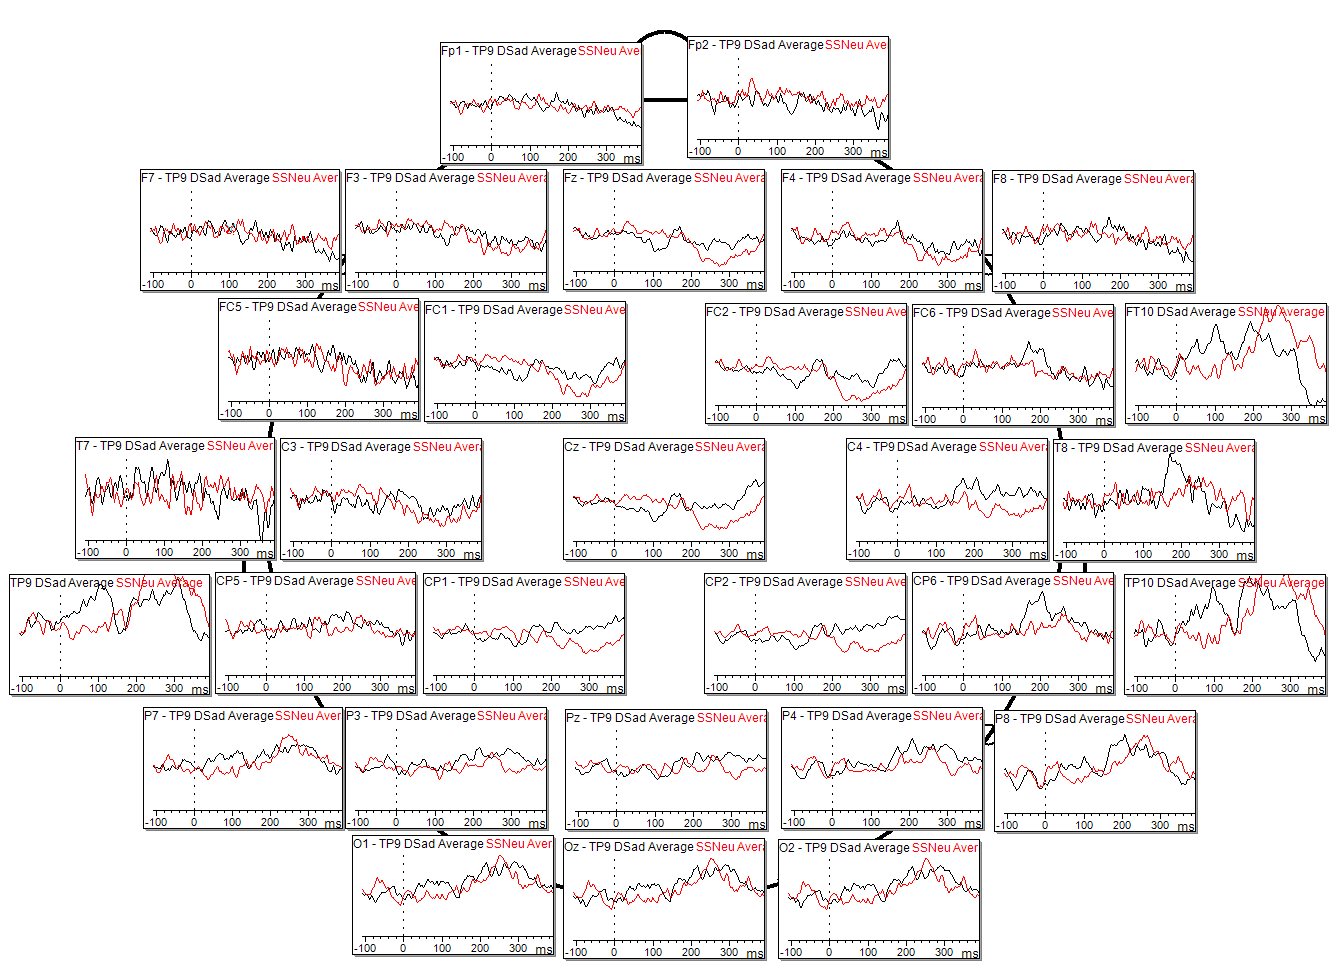 Fp1 - TP9 DSad Average SSNeu Ave
-100 0 100 200 300 ms
Fp2 - TP9 DSad Average SSNeu Ave
-100 0 100 200 300 ms
F7 - TP9 DSad Average SSNeu Aver
-100 0 100 200 300 ms
F3 - TP9 DSad Average SSNeu Avera
-100 0 100 200 300 ms
Fz - TP9 DSad Average SSNeu Avera
-100 0 100 200 300 ms
F4 - TP9 DSad Average SSNeu Avera
-100 0 100 200 300 ms
F8 - TP9 DSad Average SSNeu Avera
-100 0 100 200 300 ms
FC5 - TP9 DSad Average SSNeu Ave
-100 0 100 200 300 ms
FC1 - TP9 DSad Average SSNeu Ave
-100 0 100 200 300 ms
FC2 - TP9 DSad Average SSNeu Ave
-100 0 100 200 300 ms
FC6 - TP9 DSad Average SSNeu Ave
-100 0 100 200 300 ms
FT10 DSad Average SSNeu Average
-100 0 100 200 300 ms
T7 - TP9 DSad Average SSNeu Aver
-100 0 100 200 300 ms
C3 - TP9 DSad Average SSNeu Avera
-100 0 100 200 300 ms
Cz - TP9 DSad Average SSNeu Avera
-100 0 100 200 300 ms
C4 - TP9 DSad Average SSNeu Avera
-100 0 100 200 300 ms
T8 - TP9 DSad Average SSNeu Avera
-100 0 100 200 300 ms
TP9 DSad Average SSNeu Average
-100 0 100 200 300 ms
CP5 - TP9 DSad Average SSNeu Ave
-100 0 100 200 300 ms
CP1 - TP9 DSad Average SSNeu Ave
-100 0 100 200 300 ms
CP2 - TP9 DSad Average SSNeu Ave
-100 0 100 200 300 ms
CP6 - TP9 DSad Average SSNeu Ave
-100 0 100 200 300 ms
TP10 DSad Average SSNeu Average
-100 0 100 200 300 ms
P7 - TP9 DSad Average SSNeu Avera
-100 0 100 200 300 ms
P3 - TP9 DSad Average SSNeu Avera
-100 0 100 200 300 ms
Pz - TP9 DSad Average SSNeu Avera
-100 0 100 200 300 ms
P4 - TP9 DSad Average SSNeu Avera
-100 0 100 200 300 ms
P8 - TP9 DSad Average SSNeu Avera
-100 0 100 200 300 ms
O1 - TP9 DSad Average SSNeu Aver
-100 0 100 200 300 ms
Oz - TP9 DSad Average SSNeu Avera
-100 0 100 200 300 ms
O2 - TP9 DSad Average SSNeu Aver
-100 0 100 200 300 ms